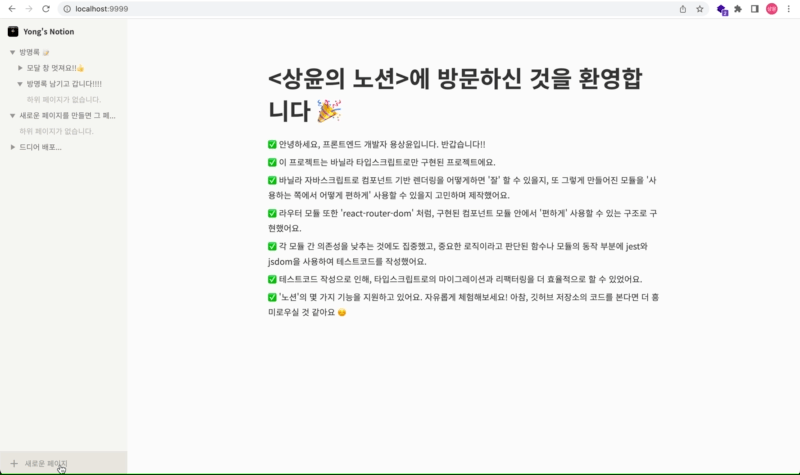 localhost:9999
Yong's Notion
방명록
모달 창 멋져요!!👍
방명록 남기고 갑니다!!!!
하위 페이지가 없습니다.
새로운 페이지를 만들면 그 페...
하위 페이지가 없습니다.
드디어 배포...
새로운 페이지
<상윤의 노션>에 방문하신 것을 환영합
니다 🎉
✅ 안녕하세요, 프론트엔드 개발자 용상윤입니다. 반갑습니다!!
✅ 이 프로젝트는 바닐라 타입스크립트로만 구현된 프로젝트에요.
✅ 바닐라 자바스크립트로 컴포넌트 기반 렌더링을 어떻게하면 '잘' 할 수 있을지, 또 그렇게 만들어진 모듈을 '사
용하는 쪽에서 어떻게 편하게' 사용할 수 있을지 고민하며 제작했어요.
✅ 라우터 모듈 또한 'react-router-dom' 처럼, 구현된 컴포넌트 모듈 안에서 '편하게' 사용할 수 있는 구조로 구
현했어요.
✅ 각 모듈 간 의존성을 낮추는 것에도 집중했고, 중요한 로직이라고 판단된 함수나 모듈의 동작 부분에 jest와
jsdom을 사용하여 테스트코드를 작성했어요.
✅ 테스트코드 작성으로 인해, 타입스크립트로의 마이그레이션과 리팩터링을 더 효율적으로 할 수 있었어요.
✅ '노션'의 몇 가지 기능을 지원하고 있어요. 자유롭게 체험해보세요! 아참, 깃허브 저장소의 코드를 본다면 더 흥
미로우실 것 같아요 😊